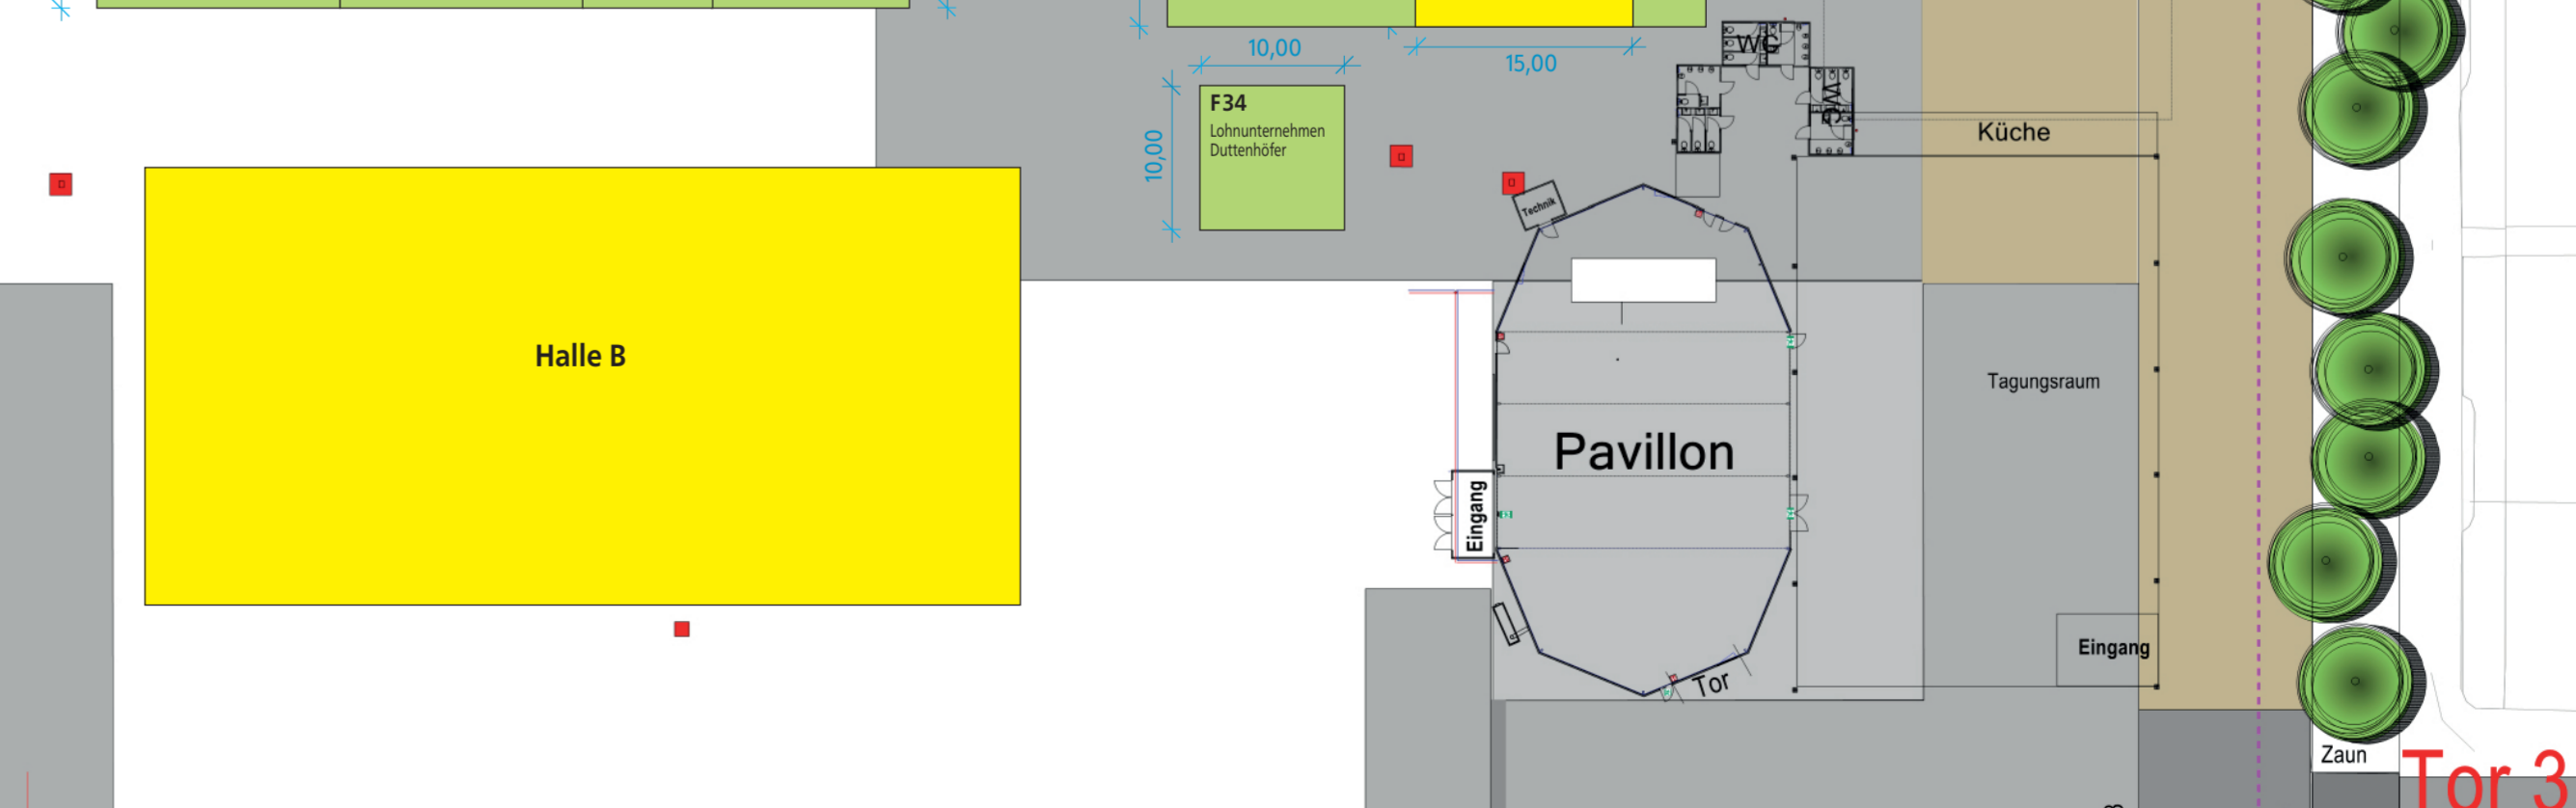 10,00
15,00
WC
WC
F34
Lohnunternehmen
Duttenhöfer
10,00
Küche
Technik
Halle B
Tagungsraum
Pavillon
Eingang
Eingang
Tor
Zaun
Tor 3